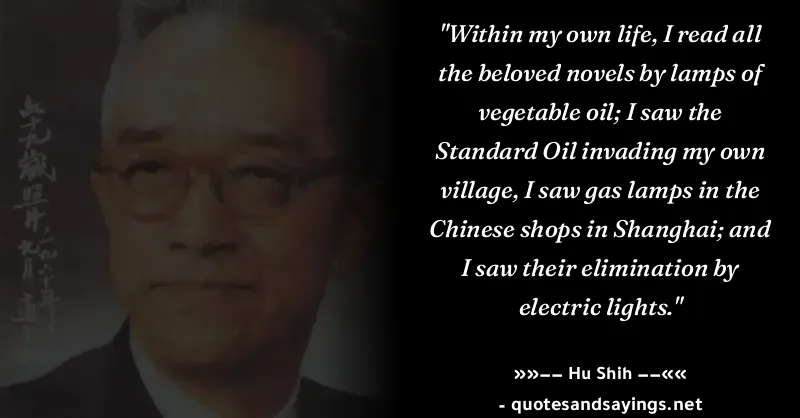 "Within my own life, I read all
the beloved novels by lamps of
vegetable oil; I saw the
Standard Oil invading my own
village, I saw gas lamps in the
Chinese shops in Shanghai; and
I saw their elimination by
electric lights."
»»–– Hu Shih ––««
- quotesandsayings.net